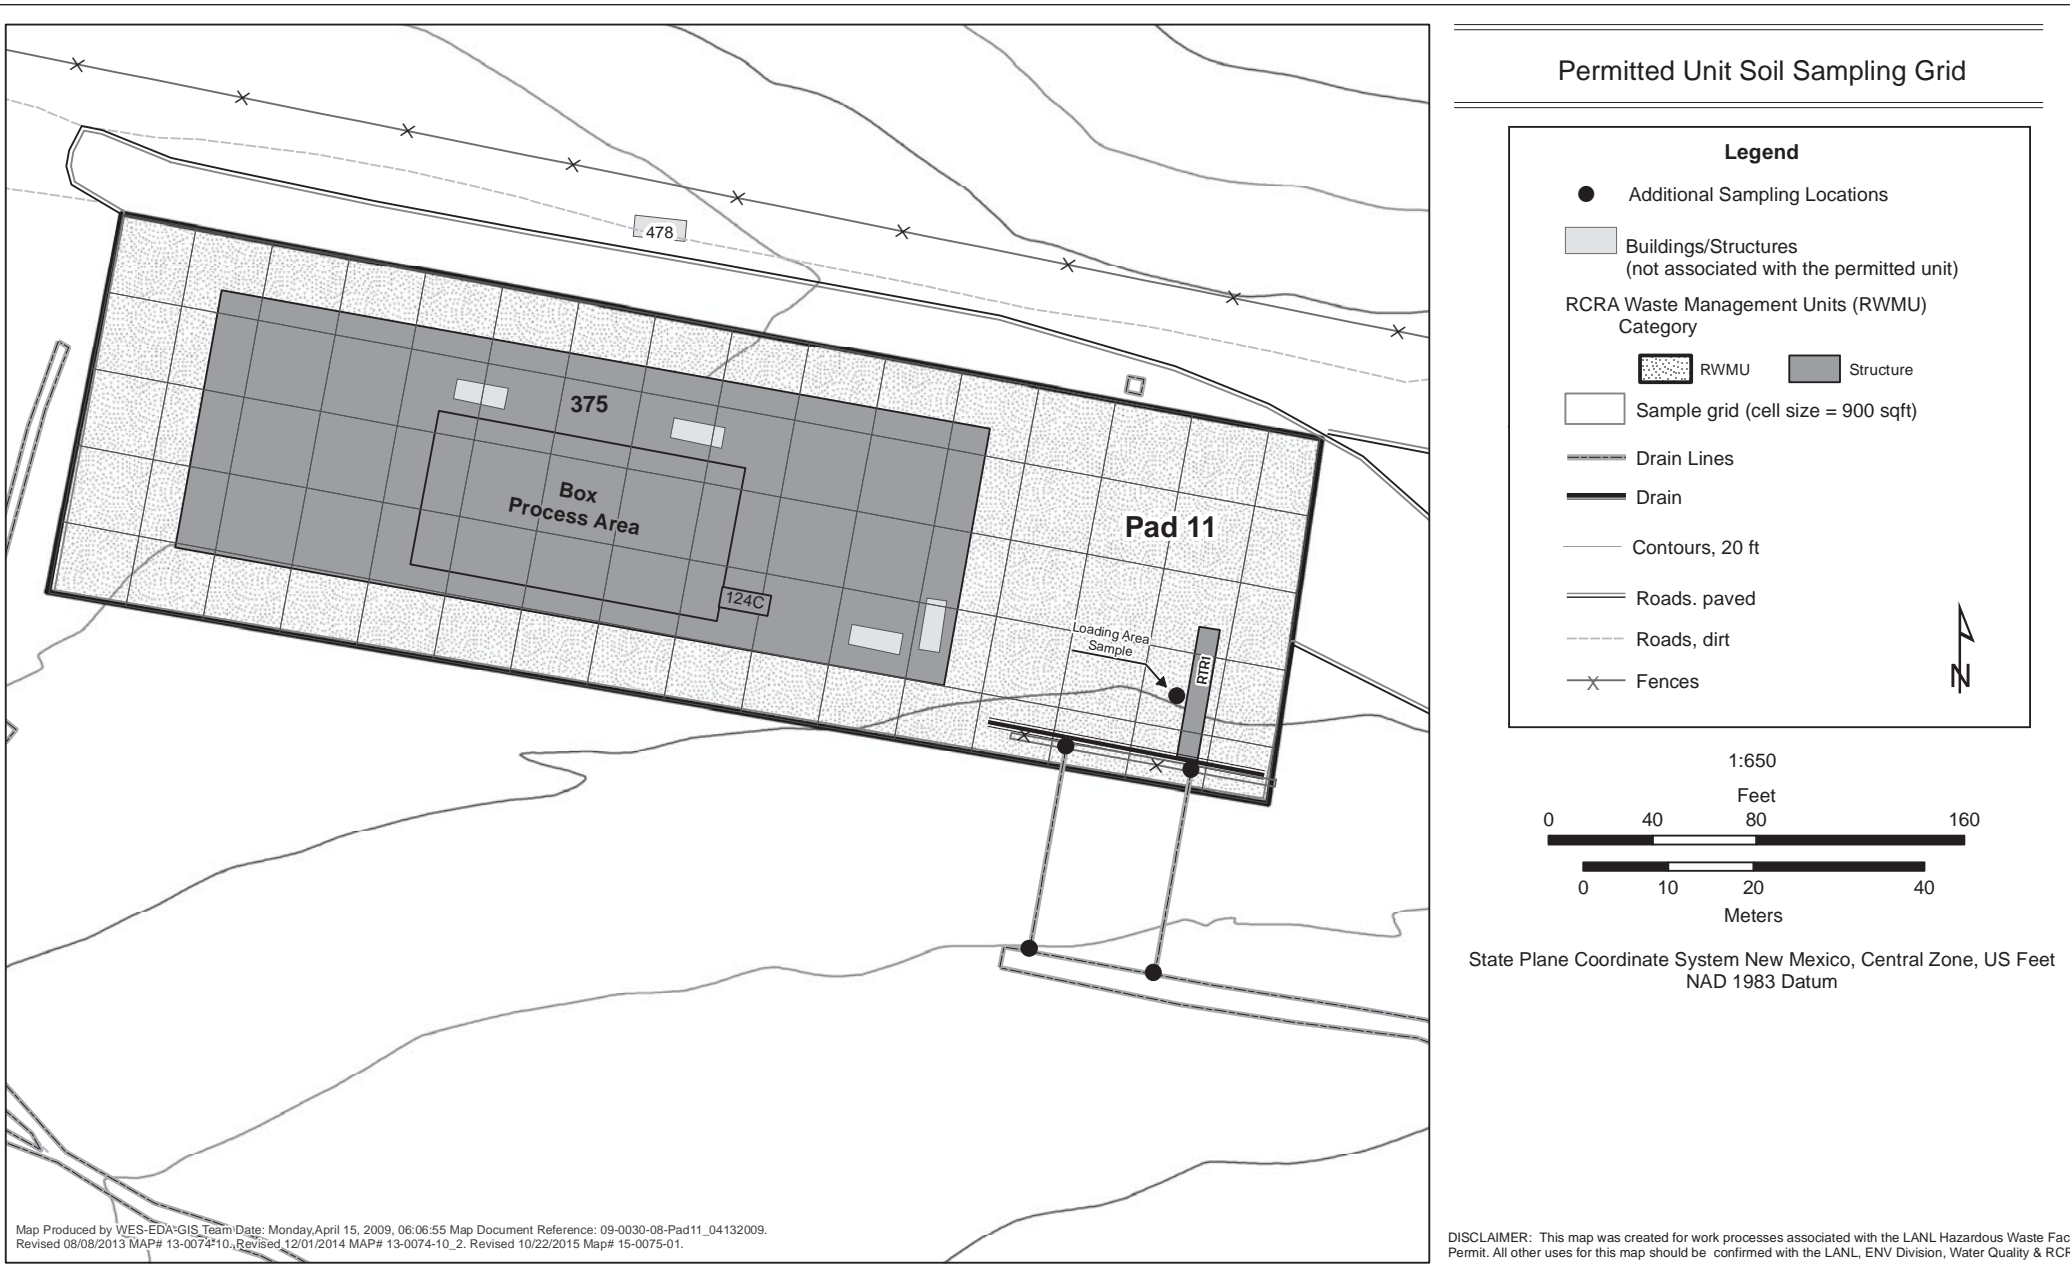 478
375
Box
Process Area
Pad 11
124C
Loading Area
Sample
RTR1
Map Produced by WES-EDA-GIS Team Date: Monday,April 15, 2009, 06:06:55 Map Document Reference: 09-0030-08-Pad11_04132009.
Revised 08/08/2013 MAP# 13-0074-10. Revised 12/01/2014 MAP# 13-0074-10_2. Revised 10/22/2015 Map# 15-0075-01.
Permitted Unit Soil Sampling Grid
Legend
Additional Sampling Locations
Buildings/Structures
(not associated with the permitted unit)
RCRA Waste Management Units (RWMU)
Category
RWMU Structure
Sample grid (cell size = 900 sqft)
Drain Lines
Drain
Contours, 20 ft
Roads. paved
Roads, dirt
Fences
N
1:650
Feet
0 40 80 160
0 10 20 40
Meters
State Plane Coordinate System New Mexico, Central Zone, US Feet
NAD 1983 Datum
DISCLAIMER: This map was created for work processes associated with the LANL Hazardous Waste Fac
Permit. All other uses for this map should be confirmed with the LANL, ENV Division, Water Quality & RCR